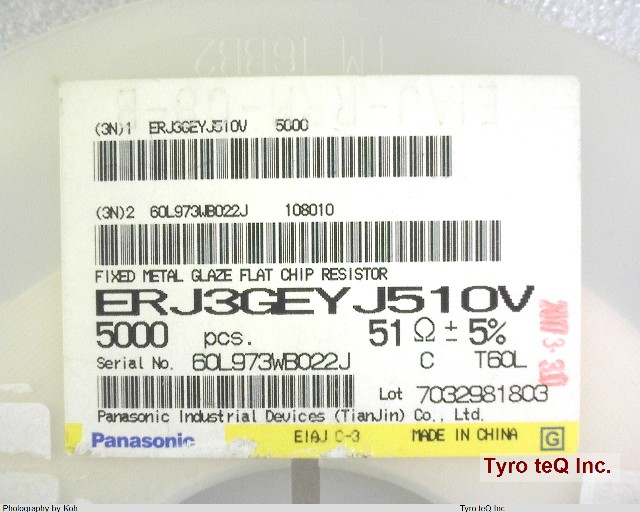 (3N)1 ERJ3GEYJ510V 5000
(3N)2 60L973WB022J 108010
FIXED METAL GLAZE FLAT CHIP RESISTOR
ERJ3GEYJ510V
5000 pcs. 51 Ω ± 5%
Serial No. 60L973WB022J C T60L
Lot 7032981803
Panasonic Industrial Devices (TianJin) Co., Ltd.
Panasonic EIAJ C-3 MADE IN CHINA G
Tyro teQ Inc.
Photography by Koh Tyro teQ Inc